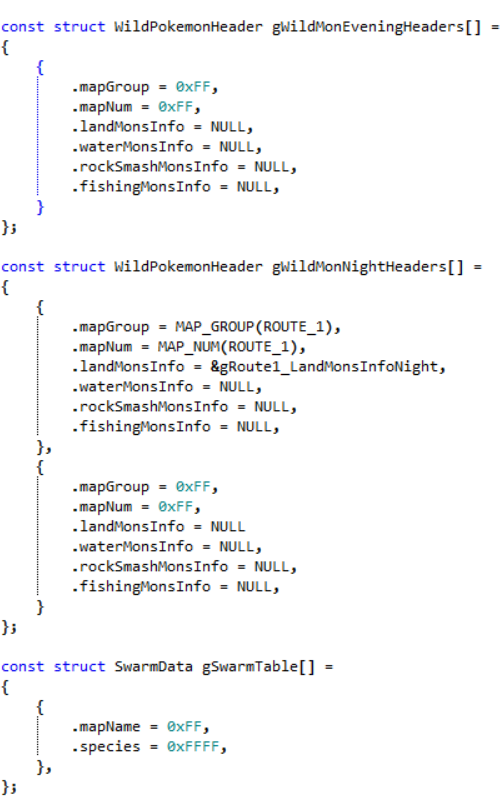 const struct WildPokemonHeader gWildMonEveningHeaders[] =
{
    {
        .mapGroup = 0xFF,
        .mapNum = 0xFF,
        .landMonsInfo = NULL,
        .waterMonsInfo = NULL,
        .rockSmashMonsInfo = NULL,
        .fishingMonsInfo = NULL,
    }
};

const struct WildPokemonHeader gWildMonNightHeaders[] =
{
    {
        .mapGroup = MAP_GROUP(ROUTE_1),
        .mapNum = MAP_NUM(ROUTE_1),
        .landMonsInfo = &gRoute1_LandMonsInfoNight,
        .waterMonsInfo = NULL,
        .rockSmashMonsInfo = NULL,
        .fishingMonsInfo = NULL,
    },
    {
        .mapGroup = 0xFF,
        .mapNum = 0xFF,
        .landMonsInfo = NULL
        .waterMonsInfo = NULL,
        .rockSmashMonsInfo = NULL,
        .fishingMonsInfo = NULL,
    }
};

const struct SwarmData gSwarmTable[] =
{
    {
        .mapName = 0xFF,
        .species = 0xFFFF,
    },
};